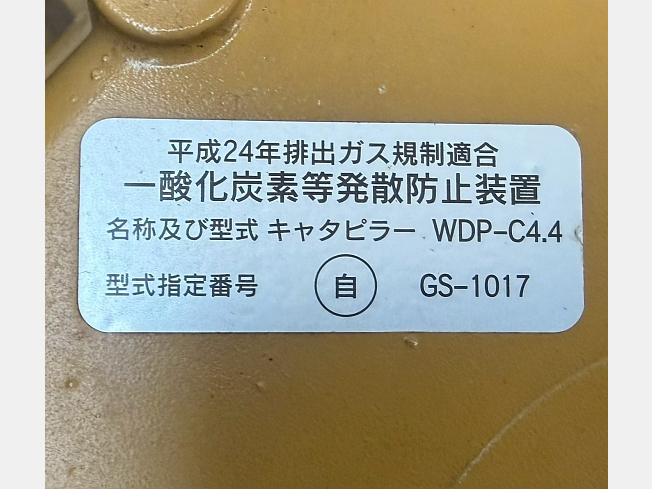 平成24年排出ガス規制適合
一酸化炭素等発散防止装置
名称及び型式 キャタピラー WDP-C4.4
型式指定番号 自 GS-1017